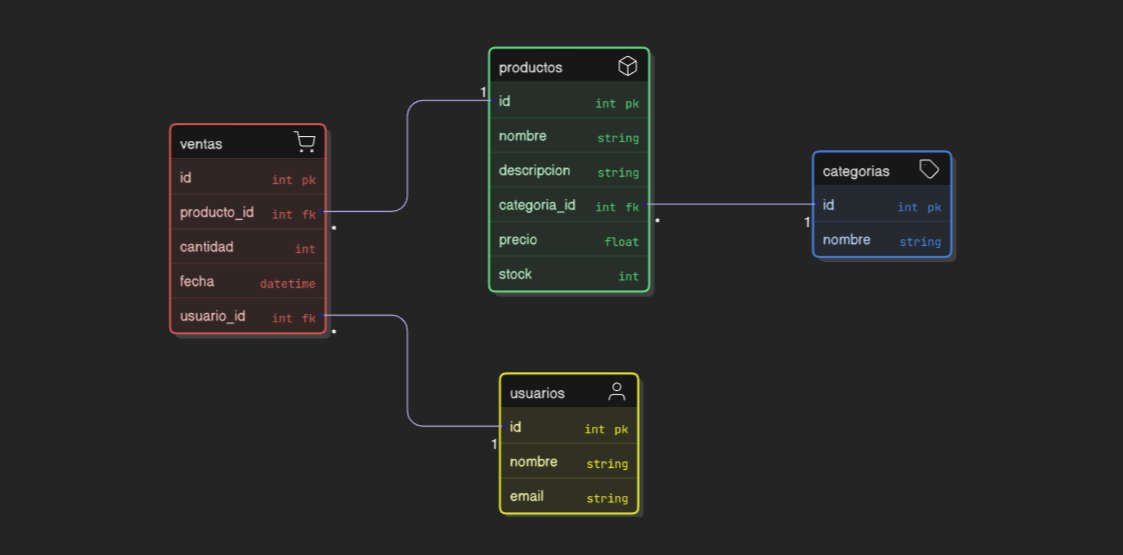 ventas
id int pk
producto_id int fk
*
cantidad int
fecha datetime
usuario_id int fk
*
productos
1
id int pk
nombre string
descripcion string
categoria_id int fk
*
precio float
stock int
categorias
id int pk
1
nombre string
usuarios
id int pk
1
nombre string
email string